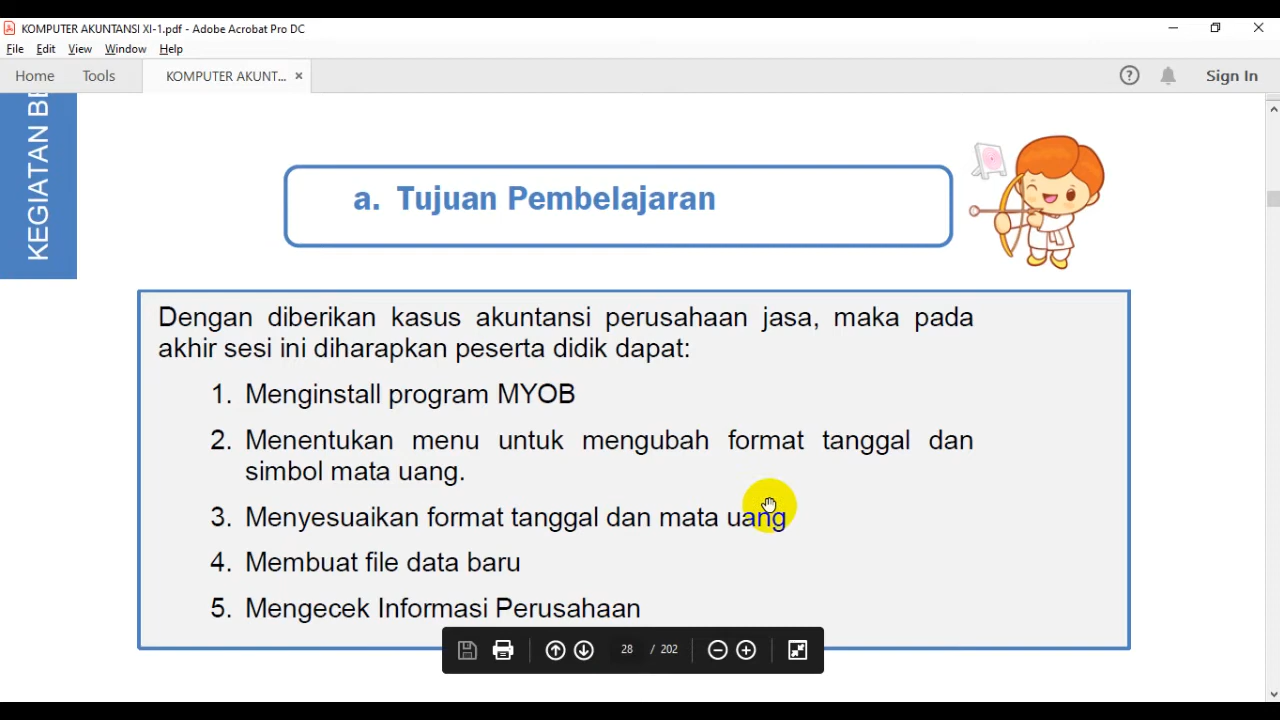 KOMPUTER AKUNTANSI XI-1.pdf - Adobe Acrobat Pro DC
File Edit View Window Help
Home Tools KOMPUTER AKUNT... × Sign In
KEGIATAN
a. Tujuan Pembelajaran
Dengan diberikan kasus akuntansi perusahaan jasa, maka pada
akhir sesi ini diharapkan peserta didik dapat:
1. Menginstall program MYOB
2. Menentukan menu untuk mengubah format tanggal dan
simbol mata uang.
3. Menyesuaikan format tanggal dan mata uang
4. Membuat file data baru
5. Mengecek Informasi Perusahaan
28 / 202